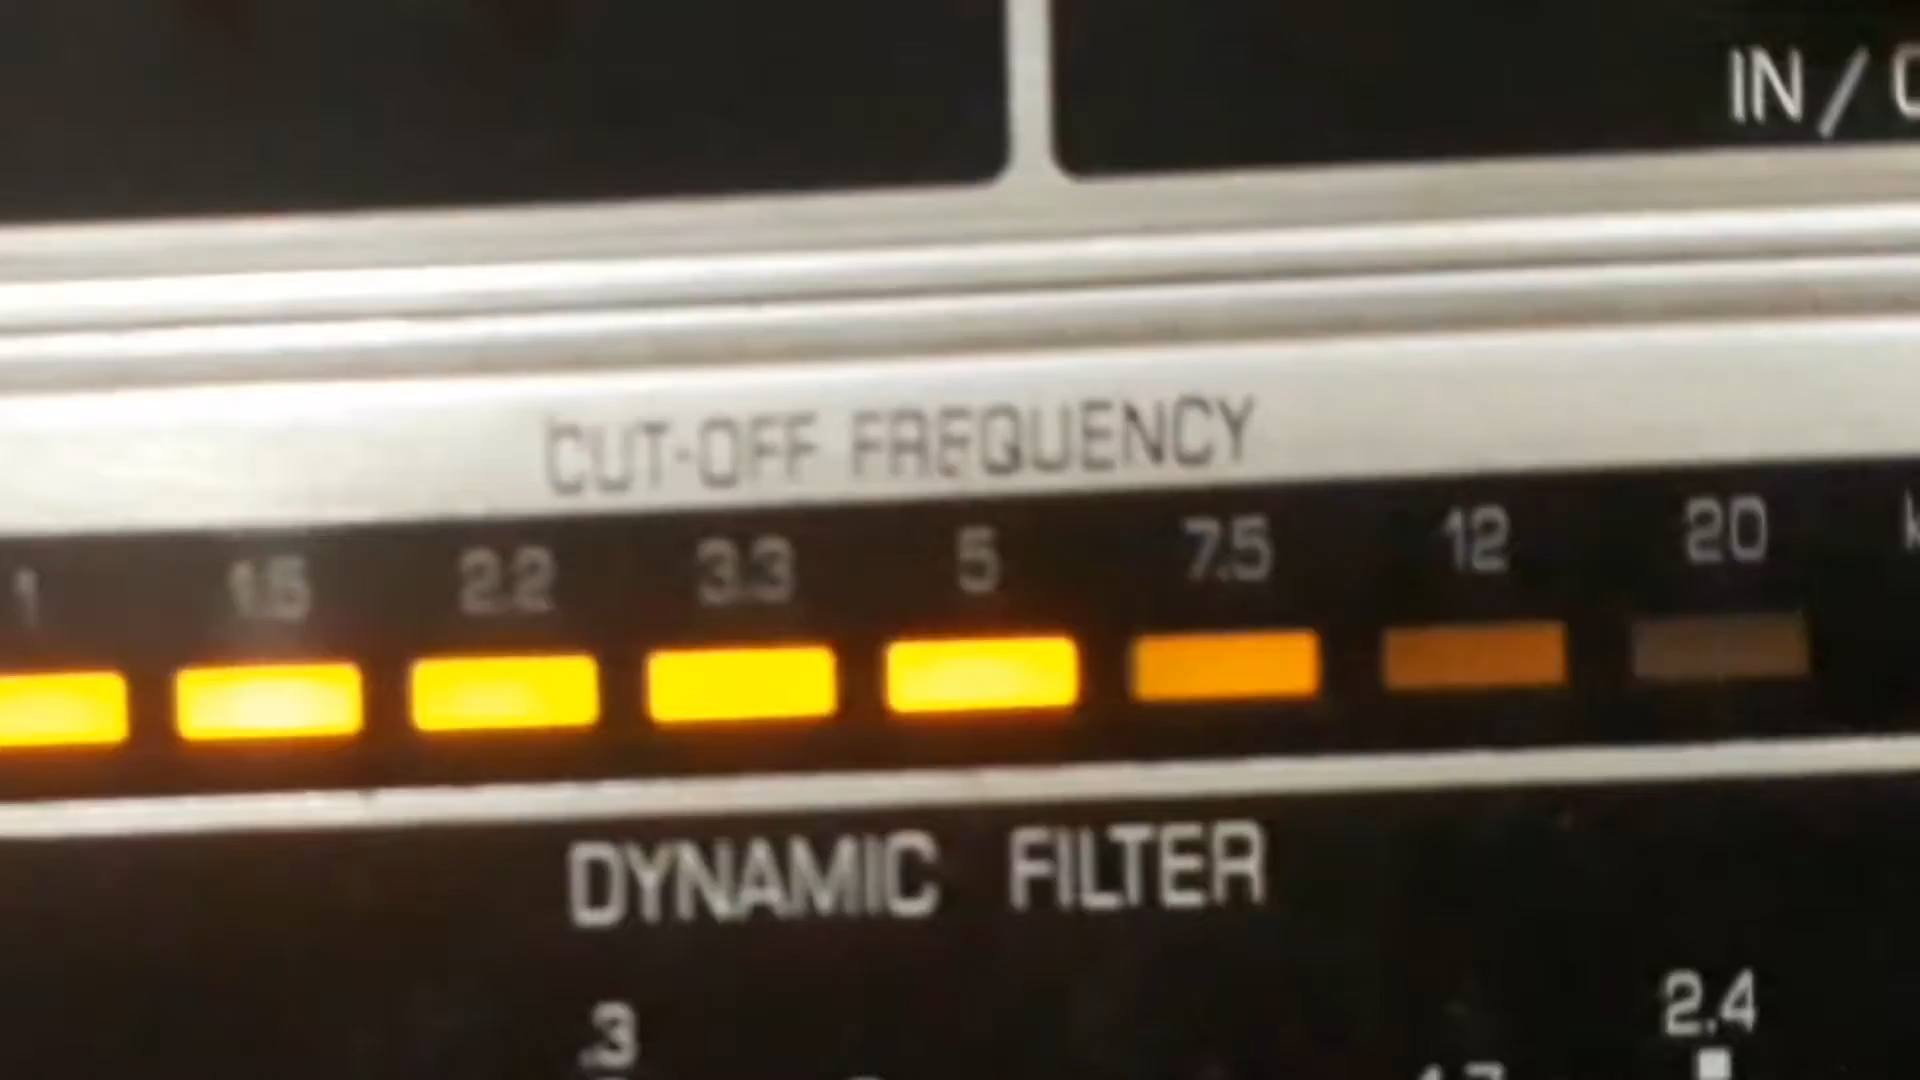 IN/
CUT-OFF FREQUENCY
1 1.5 2.2 3.3 5 7.5 12 20 k
DYNAMIC FILTER
.3 2.4